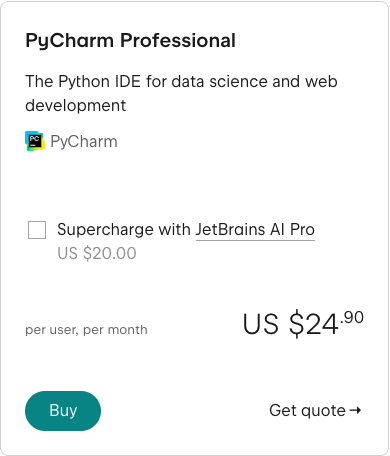 PyCharm Professional
The Python IDE for data science and web
development
PC
PyCharm
Supercharge with JetBrains AI Pro
US $20.00
per user, per month
US $24.90
Buy
Get quote →